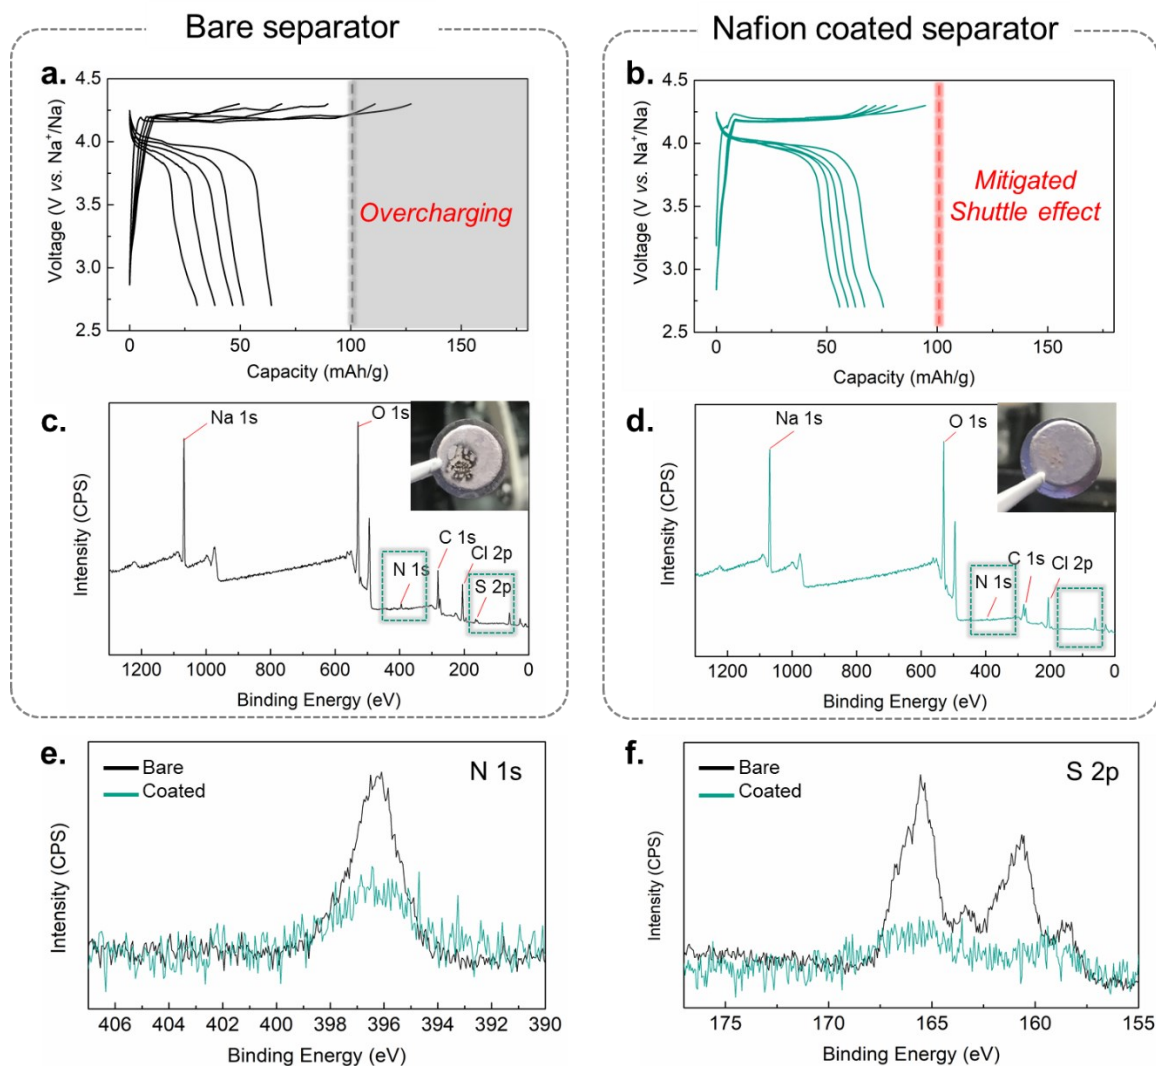 Bare separator
Nafion coated separator
a.
4.5
4.0
3.5
3.0
2.5
Voltage (V vs. Na⁺/Na)
Overcharging
0
50
100
150
Capacity (mAh/g)
b.
4.5
4.0
3.5
3.0
2.5
Voltage (V vs. Na⁺/Na)
Mitigated
Shuttle effect
0
50
100
150
Capacity (mAh/g)
c.
Na 1s
O 1s
C 1s
Cl 2p
N 1s
S 2p
Intensity (CPS)
1200
1000
800
600
400
200
0
Binding Energy (eV)
d.
Na 1s
O 1s
C 1s
Cl 2p
N 1s
Intensity (CPS)
1200
1000
800
600
400
200
0
Binding Energy (eV)
e.
Bare
Coated
N 1s
Intensity (CPS)
406
404
402
400
398
396
394
392
390
Binding Energy (eV)
f.
Bare
Coated
S 2p
Intensity (CPS)
175
170
165
160
155
Binding Energy (eV)